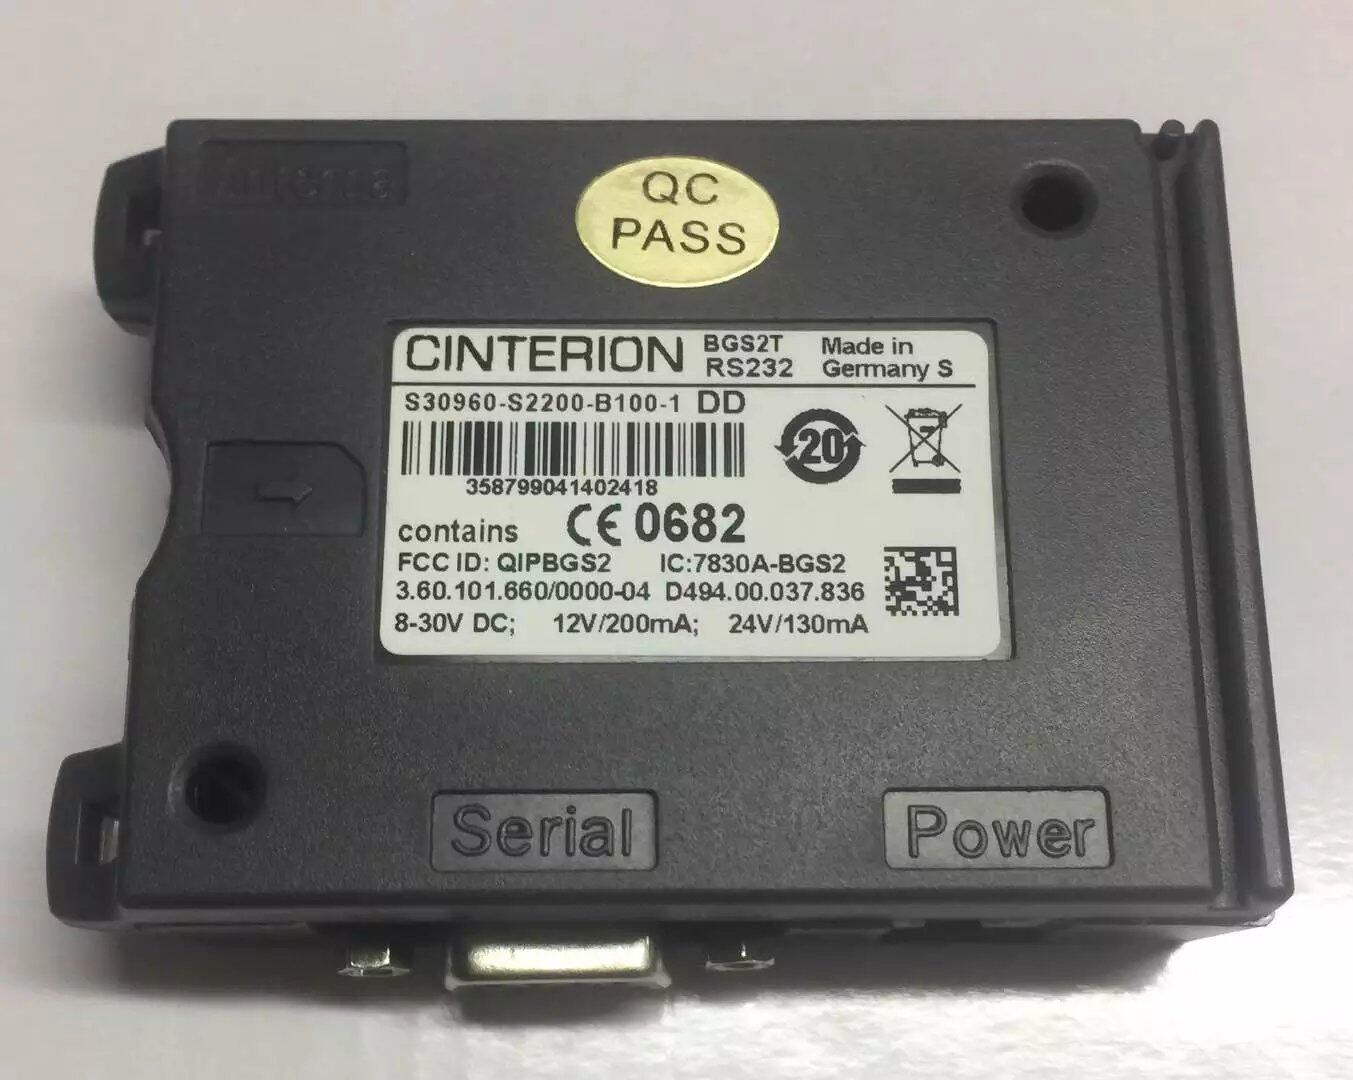 Antenna
QC
PASS
CINTERION BGS2T RS232 Made in Germany S
S30960-S2200-B100-1 DD
20
358799041402418
contains CE 0682
FCC ID: QIPBGS2 IC:7830A-BGS2
3.60.101.660/0000-04 D494.00.037.836
8-30V DC; 12V/200mA; 24V/130mA
Serial
Power